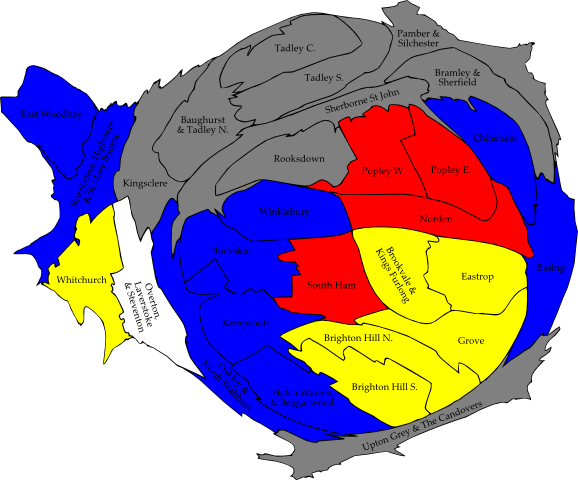 Pamber &
Silchester
Tadley C.
Tadley S.
Bramley &
Sherfield
Sherborne St John
East Woodhay
Baughurst
& Tadley N.
Burghclere, Highclere
& St Mary Bourne
Chineham
Rooksdown
Popley W.
Popley E.
Kingsclere
Winklebury
Norden
Buckskin
Brookvale &
Kings Furlong
Basing
Whitchurch
South Ham
Eastrop
Overton,
Laverstoke
& Steventon
Kempshott
Brighton Hill N.
Grove
Oakley &
North Waltham
Hatch Warren
& Beggarwood
Brighton Hill S.
Upton Grey & The Candovers